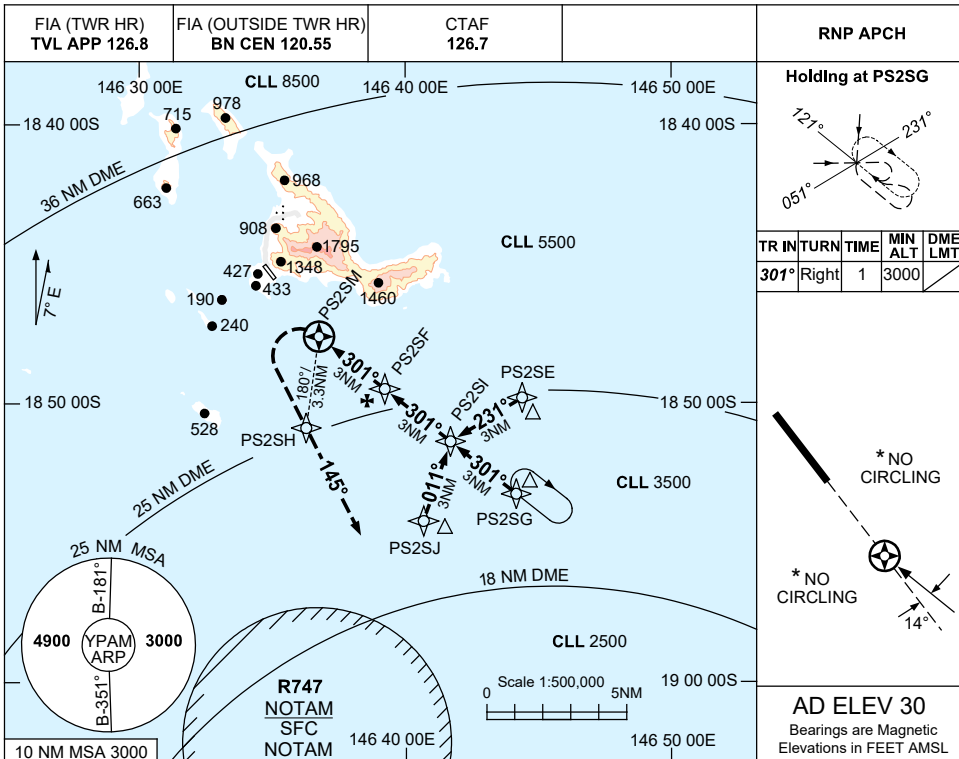 FIA (TWR HR)
TVL APP 126.8
FIA (OUTSIDE TWR HR)
BN CEN 120.55
CTAF
126.7
RNP APCH
146 30 00E
CLL 8500
146 40 00E
146 50 00E
18 40 00S
18 40 00S
715
978
36 NM DME
663
968
908
1795
CLL 5500
427
1348
433
1460
190
240
7° E
PS2SM
PS2SF
301°
3NM
180°/
3.3NM
PS2SI
PS2SE
18 50 00S
18 50 00S
301°
3NM
231°
3NM
528
PS2SH
145°
301°
3NM
011°
3NM
PS2SG
PS2SJ
CLL 3500
25 NM DME
25 NM MSA
B-181°
4900
YPAM
ARP
3000
B-351°
10 NM MSA 3000
18 NM DME
CLL 2500
R747
NOTAM
SFC
NOTAM
Scale 1:500,000
0
5NM
19 00 00S
146 40 00E
146 50 00E
Holding at PS2SG
121°
231°
051°
TR IN TURN TIME MIN ALT DME LMT
301° Right 1 3000
*NO
CIRCLING
*NO
CIRCLING
14°
AD ELEV 30
Bearings are Magnetic
Elevations in FEET AMSL